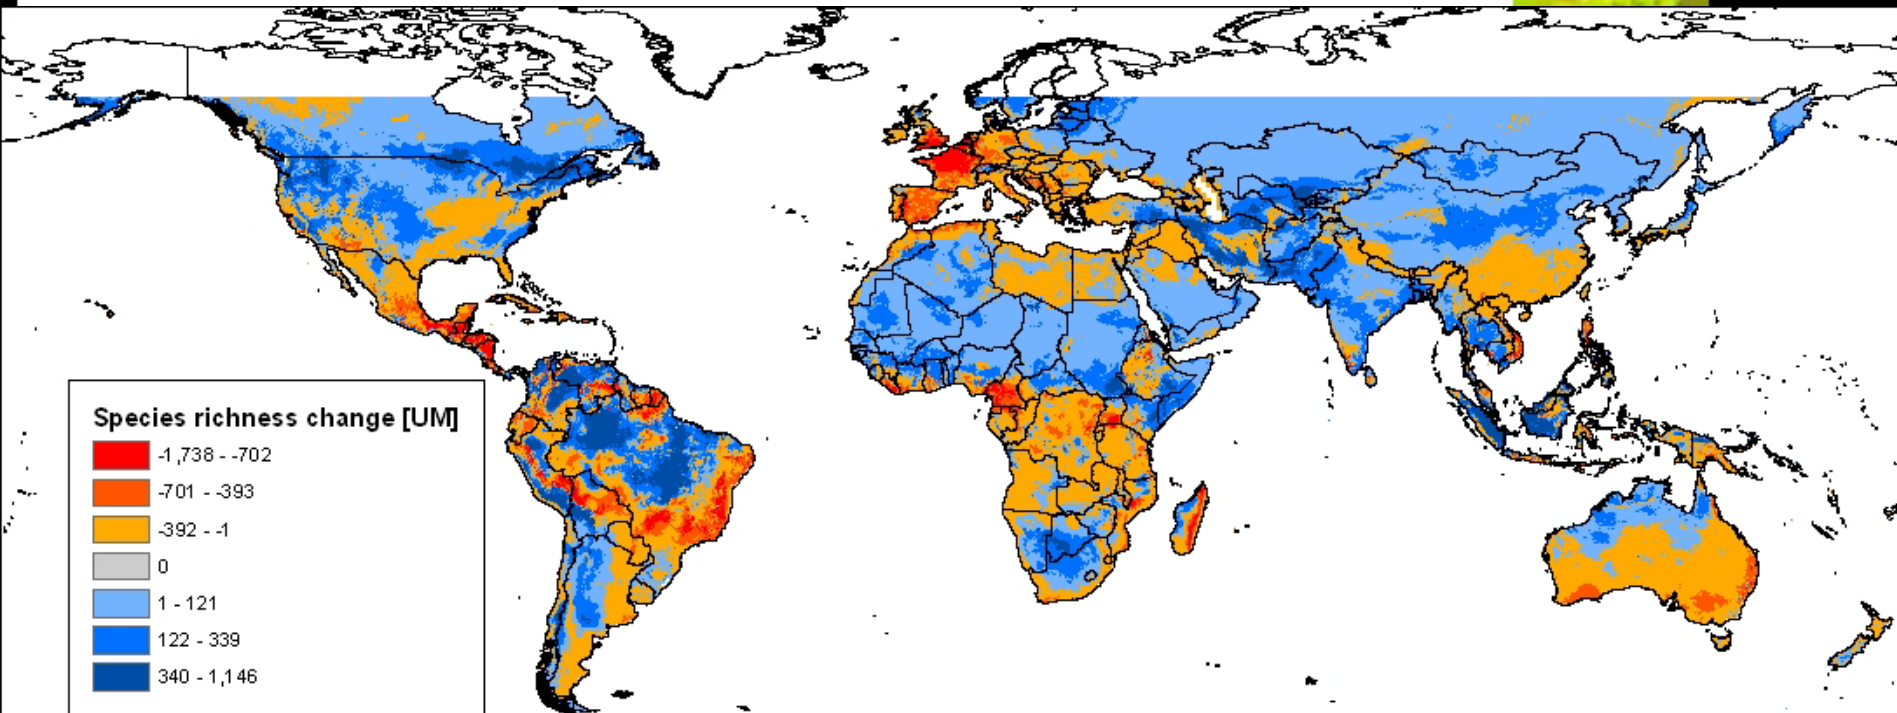 Species richness change [UM]
-1,738 - -702
-701 - -393
-392 - -1
0
1 - 121
122 - 339
340 - 1,146